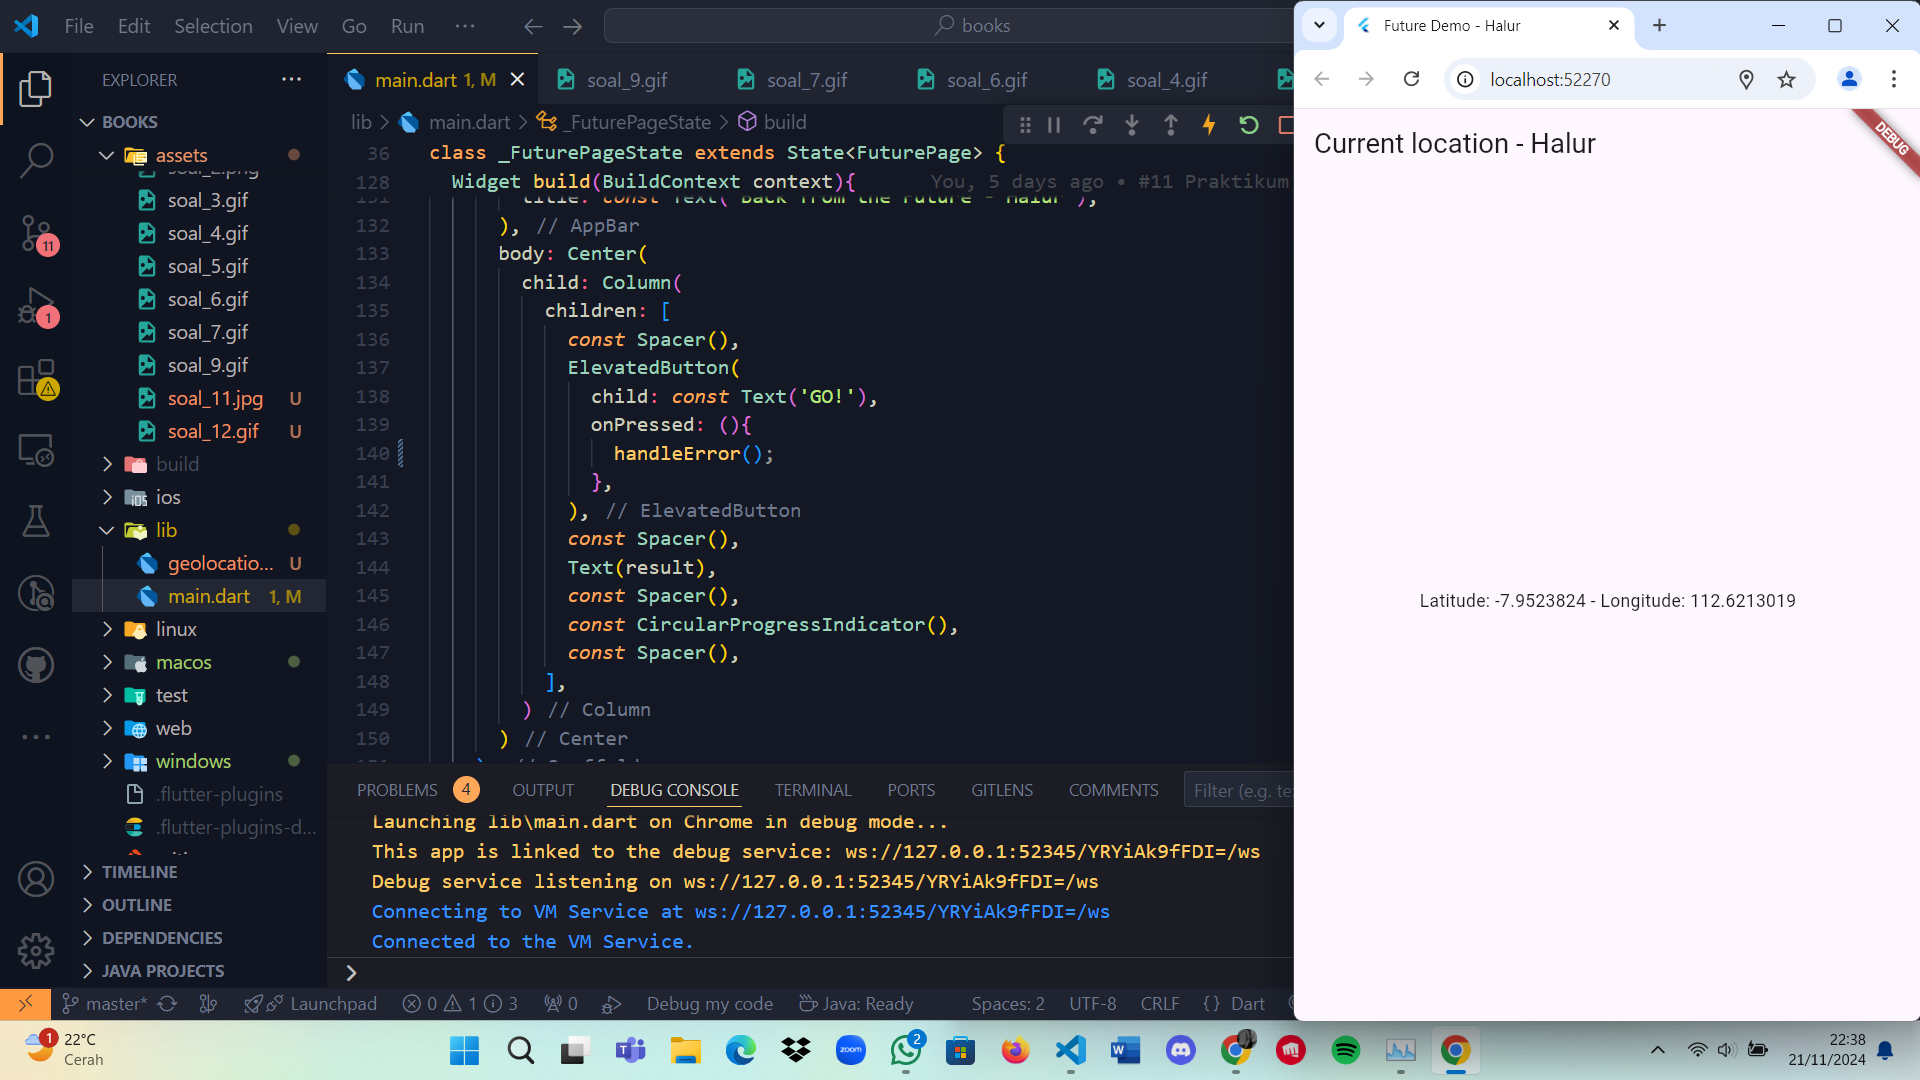 File Edit Selection View Go Run ···
books
EXPLORER
BOOKS
assets
soal_2.png
soal_3.gif
soal_4.gif
soal_5.gif
soal_6.gif
soal_7.gif
soal_9.gif
soal_11.jpg U
soal_12.gif U
build
ios
lib
geolocatio... U
main.dart 1, M
linux
macos
test
web
windows
.flutter-plugins
.flutter-plugins-d...
TIMELINE
OUTLINE
DEPENDENCIES
JAVA PROJECTS
11
1
main.dart 1, M
soal_9.gif
soal_7.gif
soal_6.gif
soal_4.gif
lib > main.dart > _FuturePageState > build
36 class _FuturePageState extends State<FuturePage> {
128 Widget build(BuildContext context){ You, 5 days ago • #11 Praktikum
131 title: const Text('Back from the Future - Halur'),
132 ), // AppBar
133 body: Center(
134 child: Column(
135 children: [
136 const Spacer(),
137 ElevatedButton(
138 child: const Text('GO!'),
139 onPressed: (){
140 handleError();
141 },
142 ), // ElevatedButton
143 const Spacer(),
144 Text(result),
145 const Spacer(),
146 const CircularProgressIndicator(),
147 const Spacer(),
148 ],
149 ) // Column
150 ) // Center
PROBLEMS 4 OUTPUT DEBUG CONSOLE TERMINAL PORTS GITLENS COMMENTS Filter (e.g. te
Launching lib\main.dart on Chrome in debug mode...
This app is linked to the debug service: ws://127.0.0.1:52345/YRYiAk9fFDI=/ws
Debug service listening on ws://127.0.0.1:52345/YRYiAk9fFDI=/ws
Connecting to VM Service at ws://127.0.0.1:52345/YRYiAk9fFDI=/ws
Connected to the VM Service.
master* Launchpad 0 1 3 0 Debug my code Java: Ready Spaces: 2 UTF-8 CRLF {} Dart
Future Demo - Halur
localhost:52270
DEBUG
Current location - Halur
Latitude: -7.9523824 - Longitude: 112.6213019
1
22°C
Cerah
zoom
2
22:38
21/11/2024